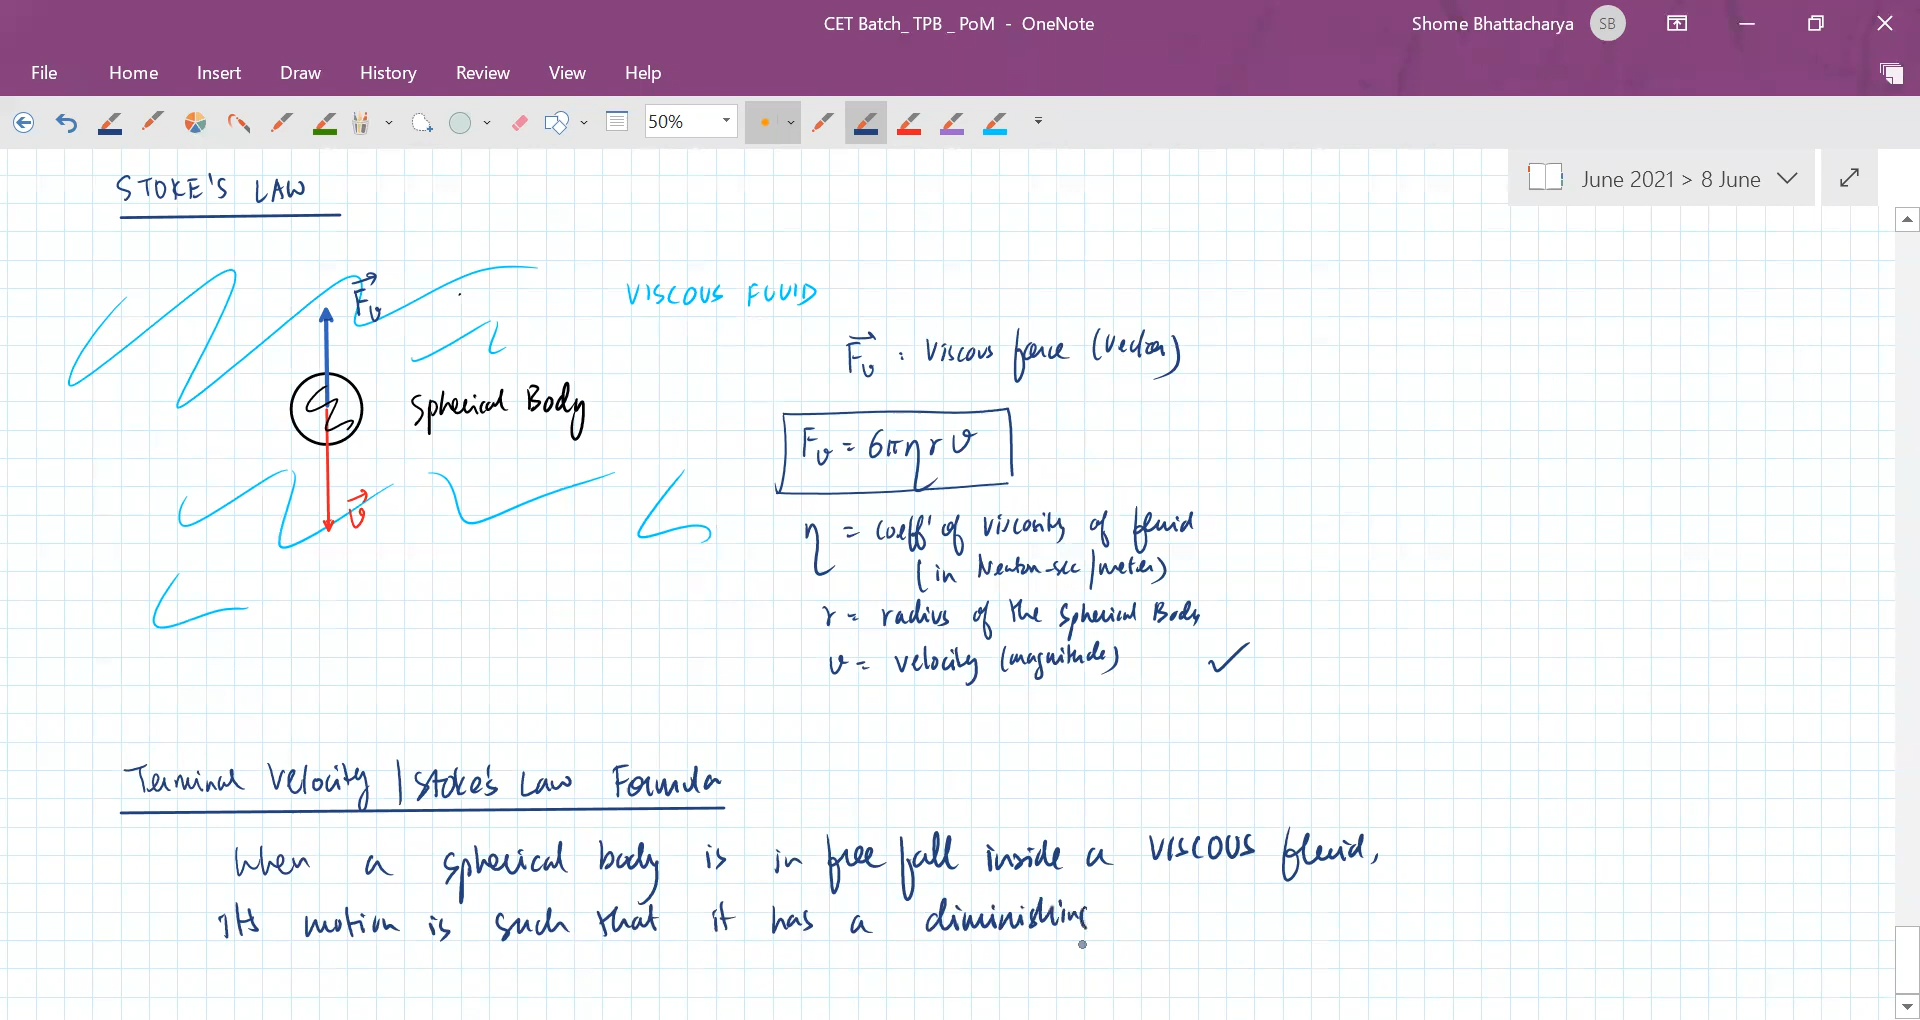 CET Batch_ TPB _ PoM - OneNote
Shome Bhattacharya SB
File Home Insert Draw History Review View Help
50%
June 2021 > 8 June
STOKE'S LAW
F⃗v
VISCOUS FLUID
F⃗v : Viscous force (vector)
Spherical Body
Fv = 6πηrv
v⃗
η = coeff' of viscosity of fluid
(in Newton-sec/meter)
r = radius of the Spherical Body
v = velocity (magnitude) ✓
Terminal Velocity | Stoke's Law Formula
When a spherical body is in free fall inside a VISCOUS fluid,
its motion is such that it has a diminishing